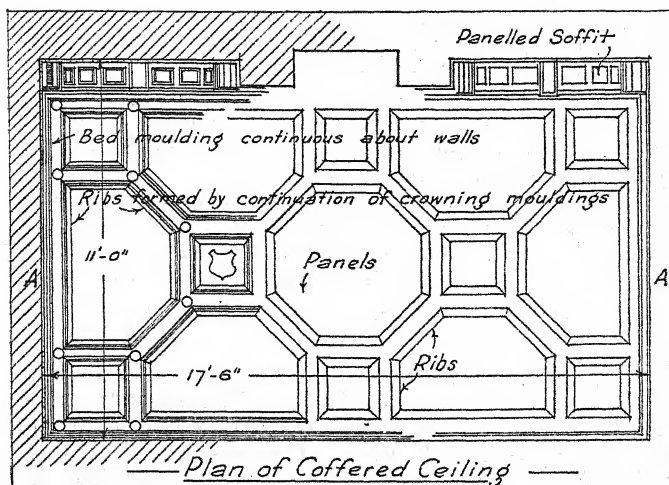 Panelled Soffit
Bed moulding continuous about walls
Ribs formed by continuation of crowning mouldings
11'-0"
A
Panels
A
17'-6"
Ribs
Plan of Coffered Ceiling